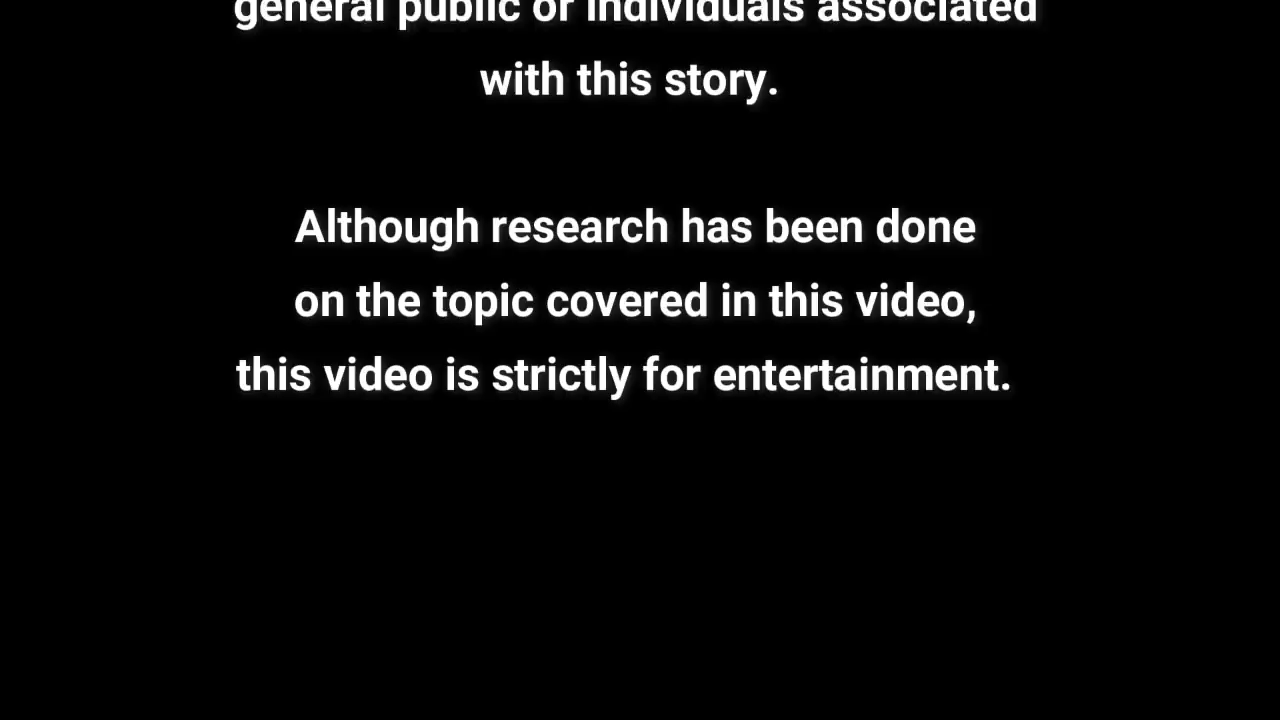 general public or individuals associated
with this story.
Although research has been done
on the topic covered in this video,
this video is strictly for entertainment.